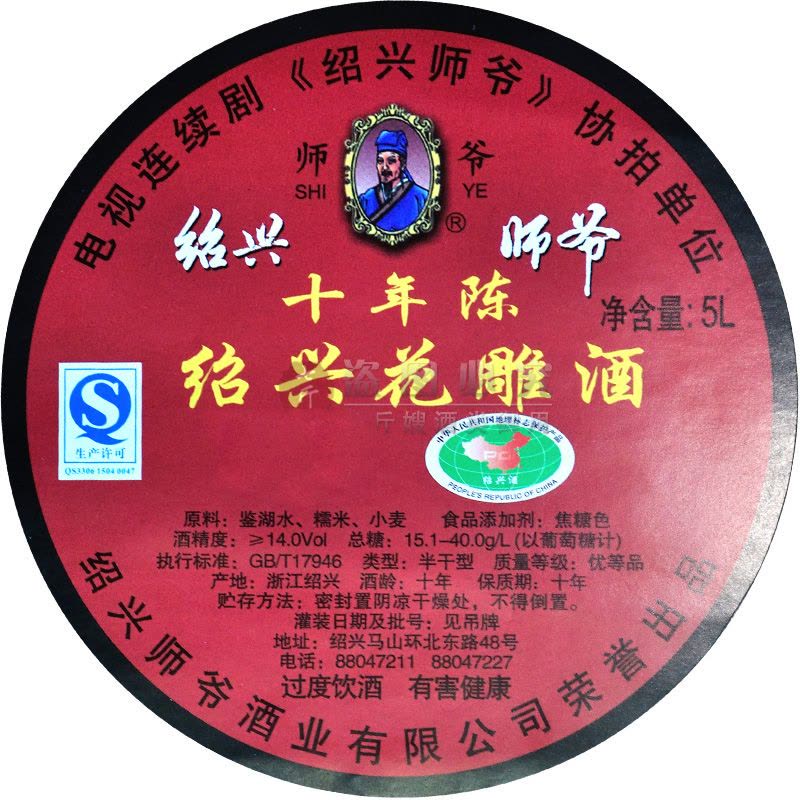 电视连续剧《绍兴师爷》协拍单位
师 爷
SHI YE
®
绍兴 师爷
十年陈
净含量: 5L
绍兴花雕酒
生产许可
QS3306 1504 0047
中华人民共和国地理标志保护产品
PGI
绍兴酒
PEOPLE'S REPUBLIC OF CHINA
原料: 鉴湖水、糯米、小麦 食品添加剂: 焦糖色
酒精度: ≥14.0Vol 总糖: 15.1-40.0g/L (以葡萄糖计)
执行标准: GB/T17946 类型: 半干型 质量等级: 优等品
产地: 浙江绍兴 酒龄: 十年 保质期: 十年
贮存方法: 密封置阴凉干燥处, 不得倒置。
灌装日期及批号: 见吊牌
地址: 绍兴马山环北东路48号
电话: 88047211 88047227
过度饮酒 有害健康
绍兴师爷酒业有限公司荣誉出品